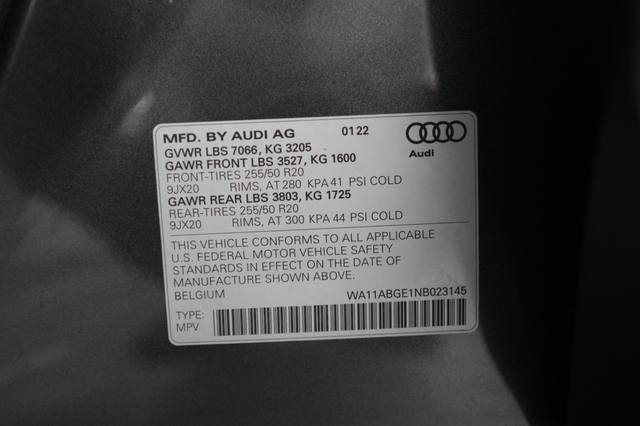 MFD. BY AUDI AG 01 22
GVWR LBS 7066, KG 3205
GAWR FRONT LBS 3527, KG 1600
Audi
FRONT-TIRES 255/50 R20
9JX20 RIMS, AT 280 KPA 41 PSI COLD
GAWR REAR LBS 3803, KG 1725
REAR-TIRES 255/50 R20
9JX20 RIMS, AT 300 KPA 44 PSI COLD
THIS VEHICLE CONFORMS TO ALL APPLICABLE
U.S. FEDERAL MOTOR VEHICLE SAFETY
STANDARDS IN EFFECT ON THE DATE OF
MANUFACTURE SHOWN ABOVE.
BELGIUM WA11ABGE1NB023145
TYPE:
MPV